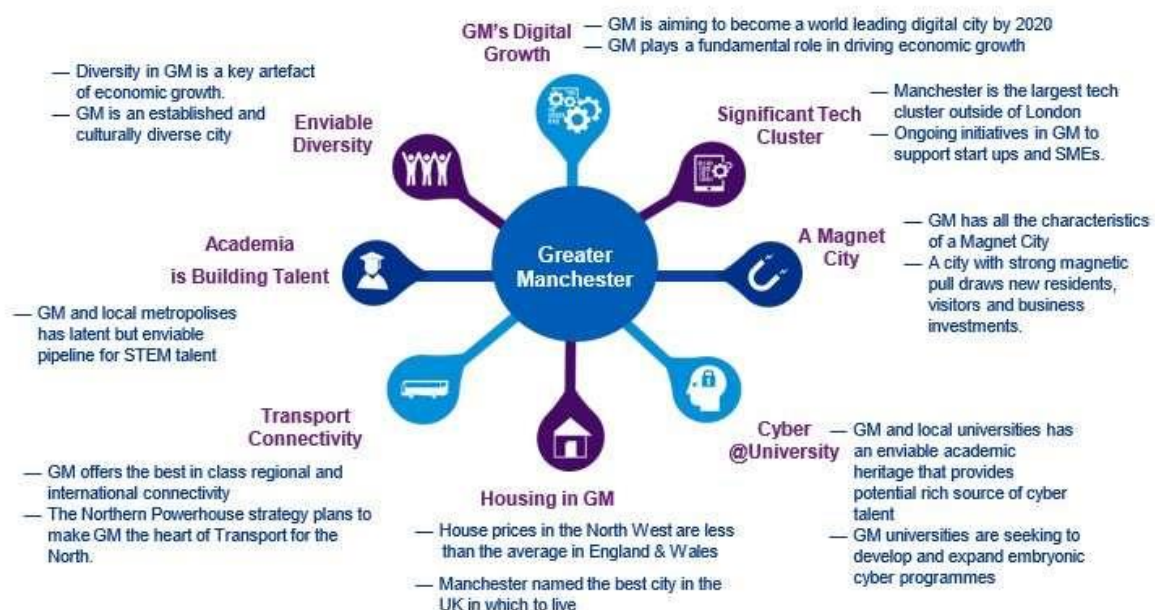 GM's Digital
Growth
— GM is aiming to become a world leading digital city by 2020
— GM plays a fundamental role in driving economic growth
— Diversity in GM is a key artefact
of economic growth.
— GM is an established and
culturally diverse city
Enviable
Diversity
Significant Tech
Cluster
— Manchester is the largest tech
cluster outside of London
— Ongoing initiatives in GM to
support start ups and SMEs.
Academia
is Building Talent
— GM and local metropolises
has latent but enviable
pipeline for STEM talent
Greater
Manchester
A Magnet
City
— GM has all the characteristics
of a Magnet City
— A city with strong magnetic
pull draws new residents,
visitors and business
investments.
Transport
Connectivity
— GM offers the best in class regional and
international connectivity
— The Northern Powerhouse strategy plans to
make GM the heart of Transport for the
North.
Housing in GM
— House prices in the North West are less
than the average in England & Wales
— Manchester named the best city in the
UK in which to live
Cyber
@University
— GM and local universities has
an enviable academic
heritage that provides
potential rich source of cyber
talent
— GM universities are seeking to
develop and expand embryonic
cyber programmes